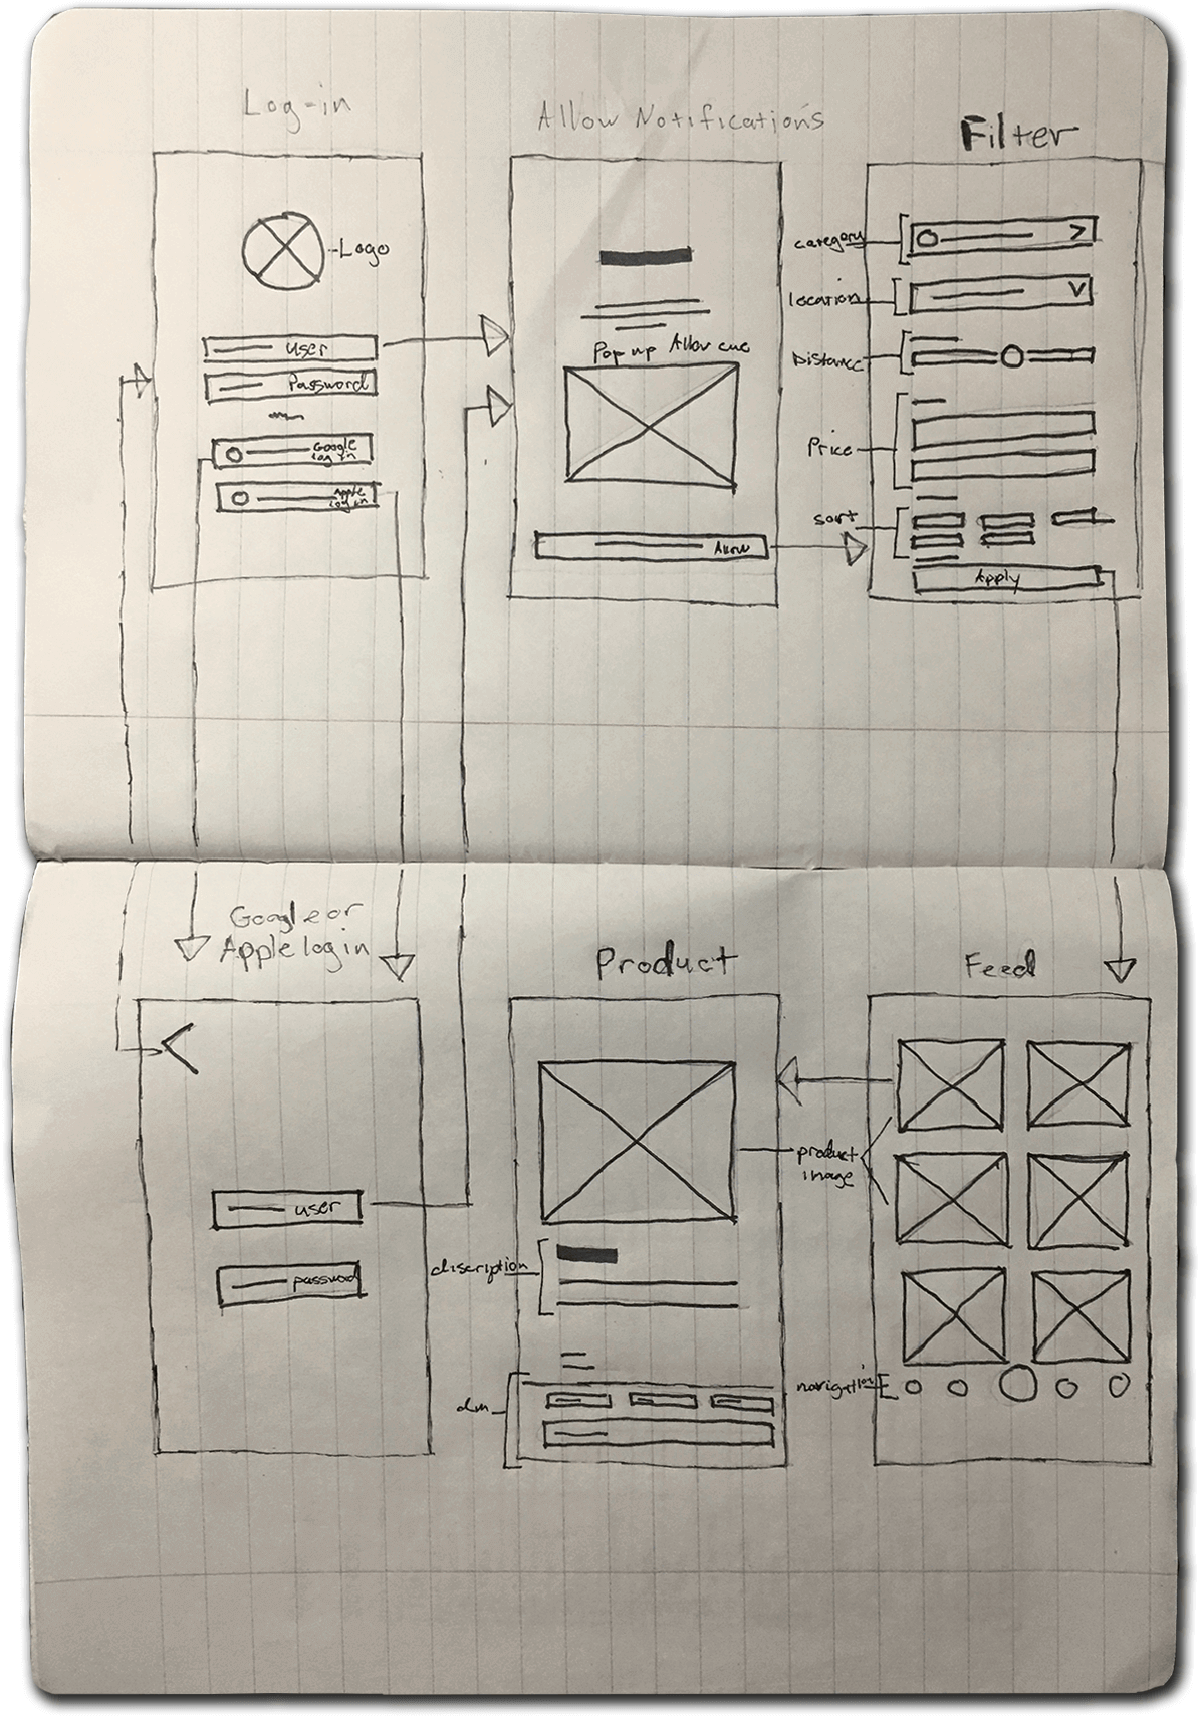 Log-in
Allow Notifications
Filter
Logo
user
Password
Google
Log in
Apple
Log in
Pop up Allow cue
Allow
category
location
Distance
Price
sort
Apply
Google or
Apple log in
user
password
Product
discription
dm
Feed
product
image
navigation